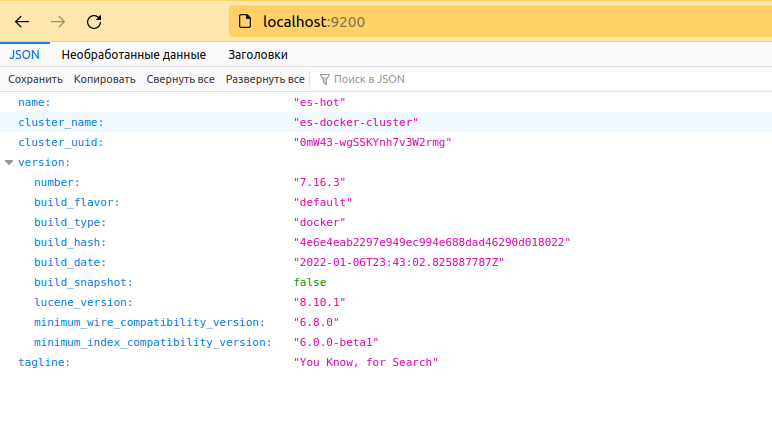 localhost:9200
JSON Необработанные данные Заголовки
Сохранить Копировать Свернуть все Развернуть все Поиск в JSON
name: "es-hot"
cluster_name: "es-docker-cluster"
cluster_uuid: "0mW43-wgSSKYnh7v3W2rmg"
version:
number: "7.16.3"
build_flavor: "default"
build_type: "docker"
build_hash: "4e6e4eab2297e949ec994e688dad46290d018022"
build_date: "2022-01-06T23:43:02.825887787Z"
build_snapshot: false
lucene_version: "8.10.1"
minimum_wire_compatibility_version: "6.8.0"
minimum_index_compatibility_version: "6.0.0-beta1"
tagline: "You Know, for Search"